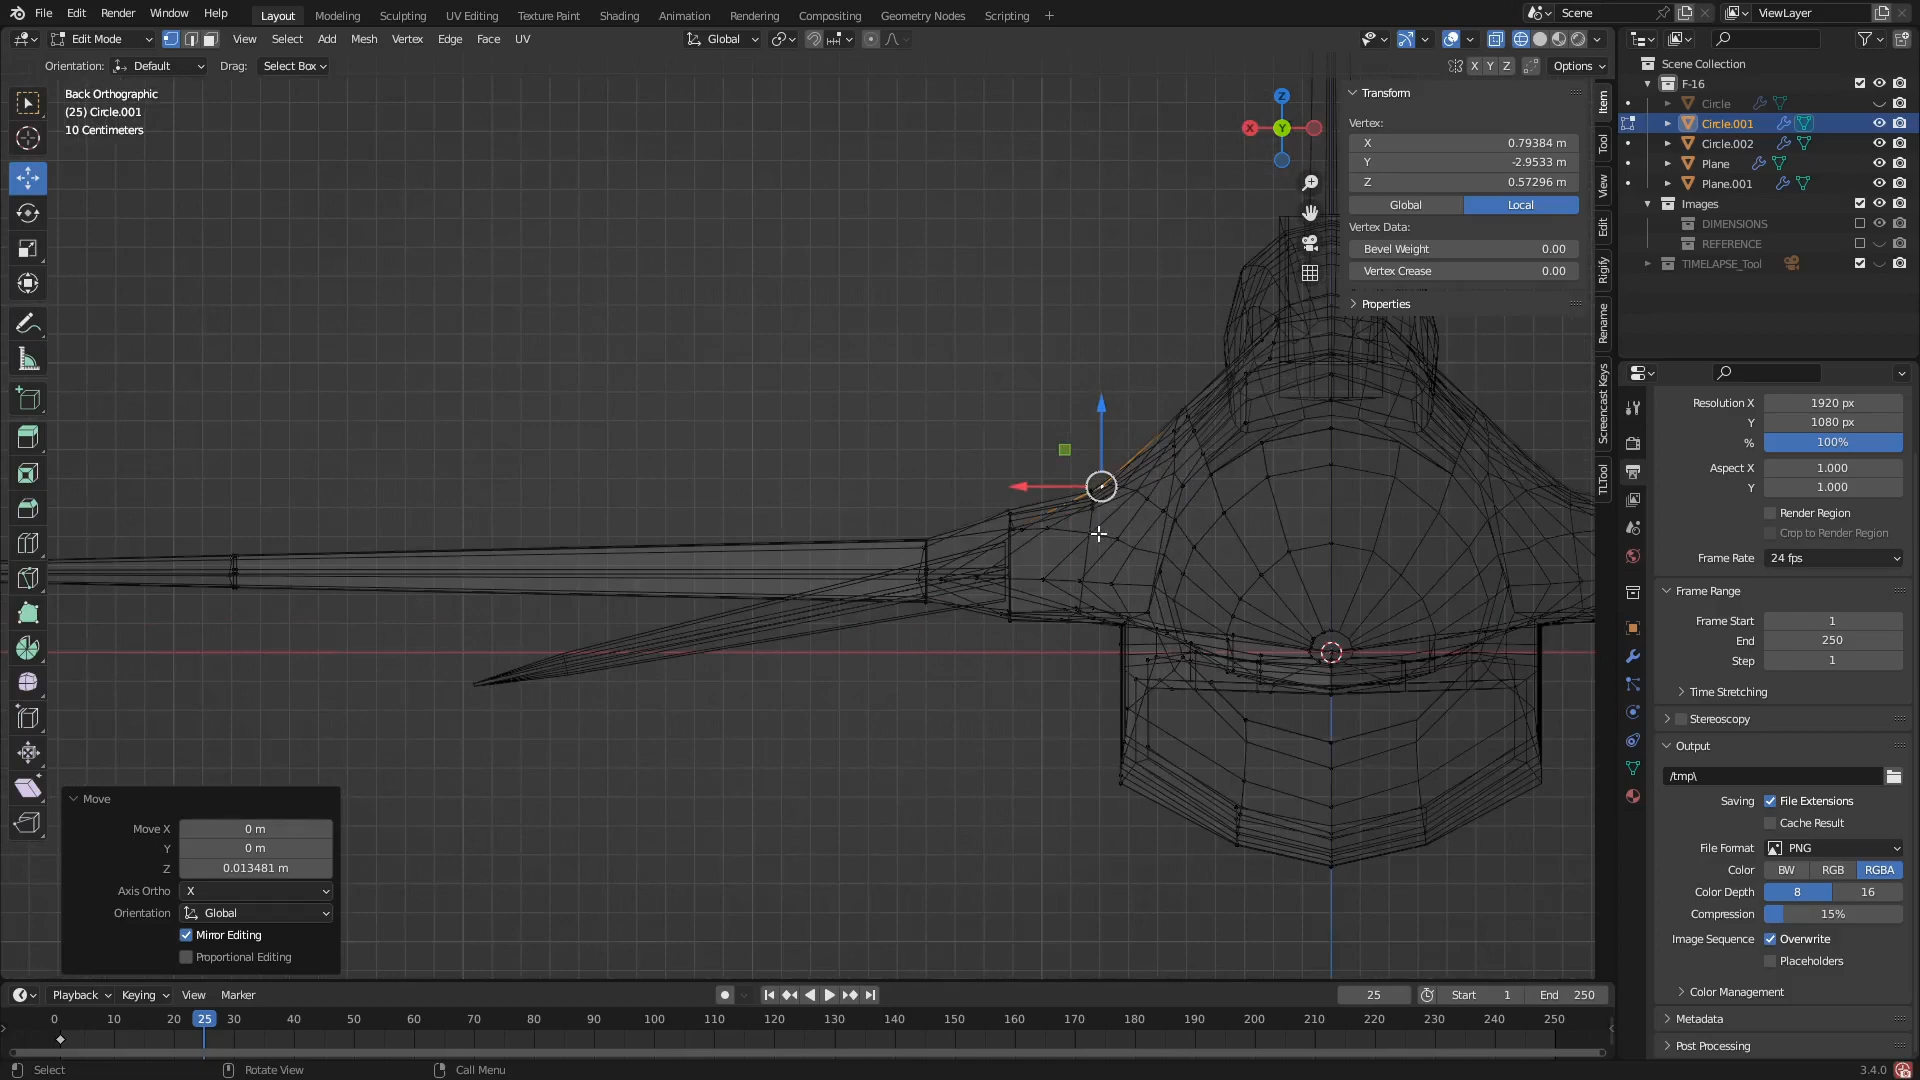 File Edit Render Window Help Layout Modeling Sculpting UV Editing Texture Paint Shading Animation Rendering Compositing Geometry Nodes Scripting + Scene ViewLayer
Edit Mode View Select Add Mesh Vertex Edge Face UV Global
Orientation: Default Drag: Select Box X Y Z Options
Back Orthographic
(25) Circle.001
10 Centimeters
Z
X
Y
Transform
Vertex:
X 0.79384 m
Y -2.9533 m
Z 0.57296 m
Global Local
Vertex Data:
Bevel Weight 0.00
Vertex Crease 0.00
Properties
Item
Tool
View
Edit
Rigify
Rename
Screencast Keys
TLTool
Scene Collection
F-16
Circle
Circle.001
Circle.002
Plane
Plane.001
Images
DIMENSIONS
REFERENCE
TIMELAPSE_Tool
Resolution X 1920 px
Y 1080 px
% 100%
Aspect X 1.000
Y 1.000
Render Region
Crop to Render Region
Frame Rate 24 fps
Frame Range
Frame Start 1
End 250
Step 1
Time Stretching
Stereoscopy
Output
/tmp\
Saving File Extensions
Cache Result
File Format PNG
Color BW RGB RGBA
Color Depth 8 16
Compression 15%
Image Sequence Overwrite
Placeholders
Color Management
Metadata
Post Processing
Move
Move X 0 m
Y 0 m
Z 0.013481 m
Axis Ortho X
Orientation Global
Mirror Editing
Proportional Editing
Playback Keying View Marker 25 Start 1 End 250
0 10 20 25 30 40 50 60 70 80 90 100 110 120 130 140 150 160 170 180 190 200 210 220 230 240 250
Select Rotate View Call Menu 3.4.0